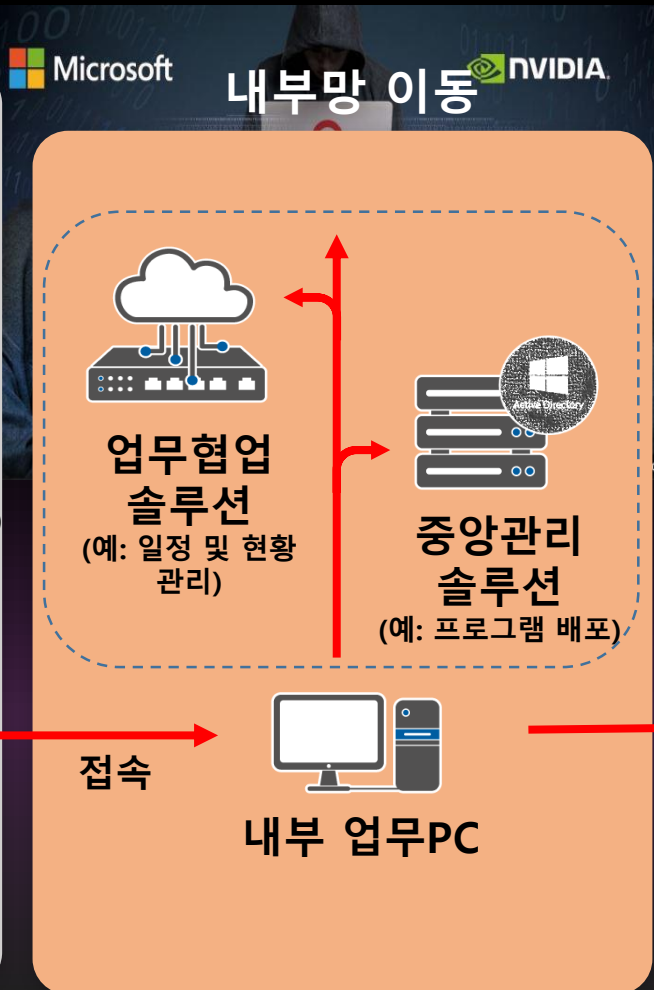 Microsoft
내부망 이동
NVIDIA.
Active Directory
업무협업
솔루션
(예: 일정 및 현황
관리)
중앙관리
솔루션
(예: 프로그램 배포)
접속
내부 업무PC